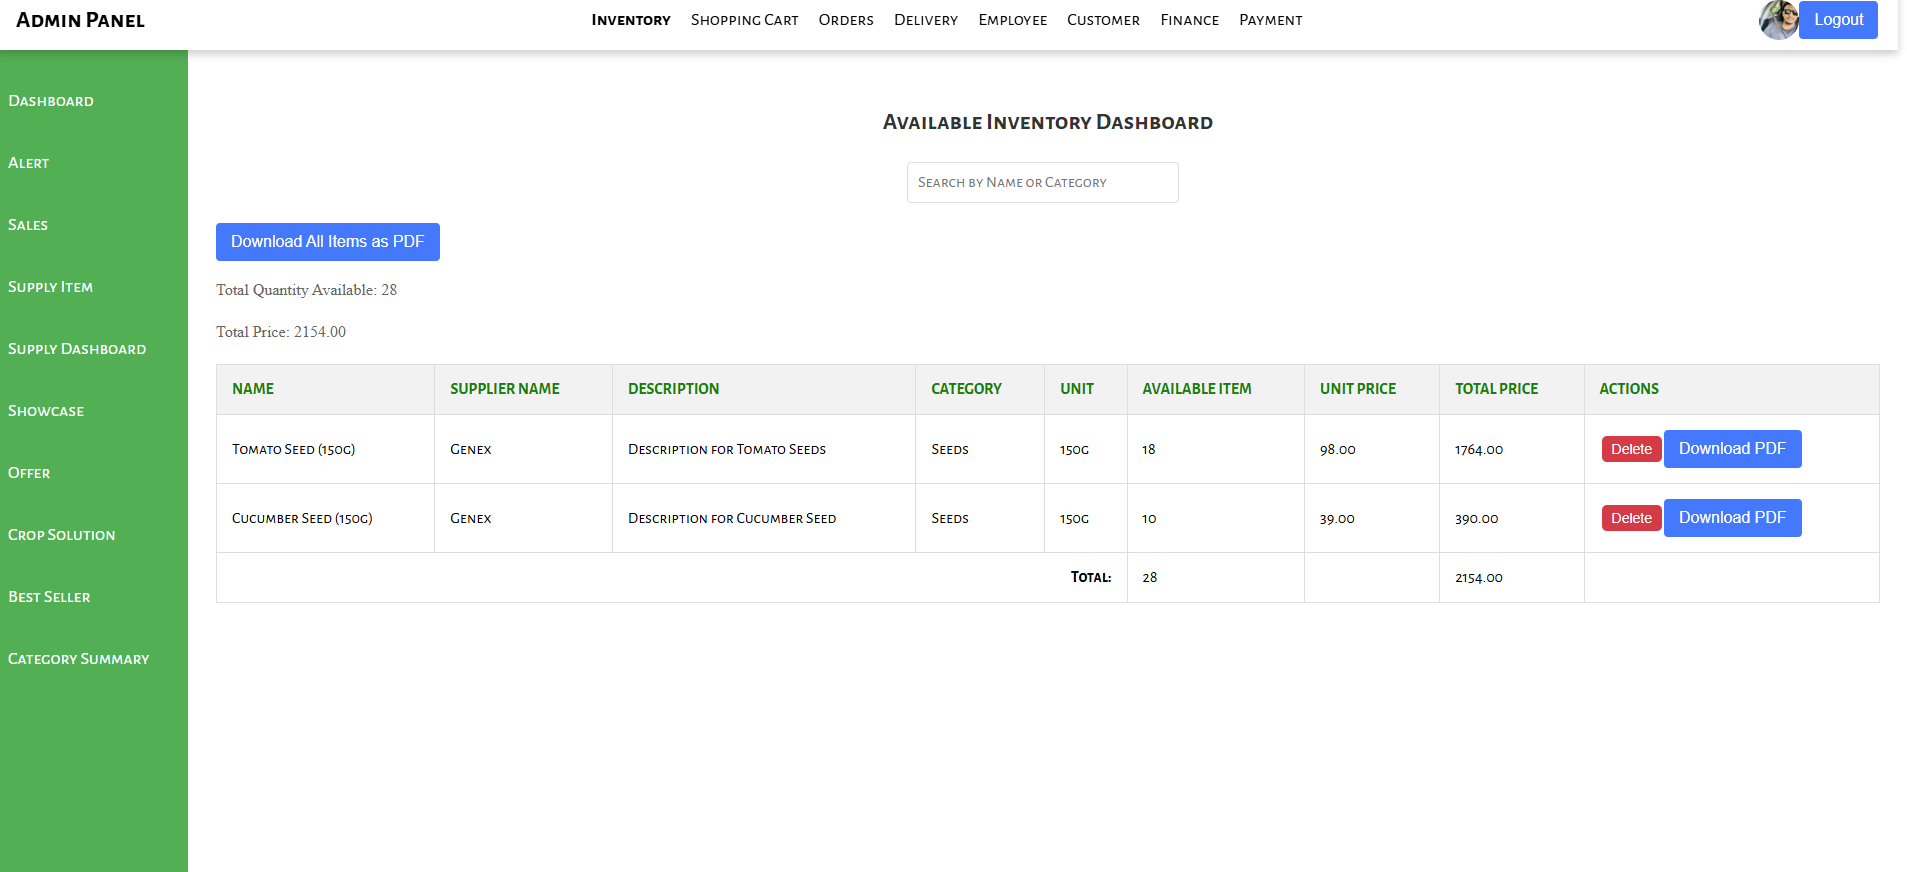 Admin Panel
Inventory Shopping Cart Orders Delivery Employee Customer Finance Payment
Logout
Dashboard
Alert
Sales
Supply Item
Supply Dashboard
Showcase
Offer
Crop Solution
Best Seller
Category Summary
Available Inventory Dashboard
Search by Name or Category
Download All Items as PDF
Total Quantity Available: 28
Total Price: 2154.00
NAME SUPPLIER NAME DESCRIPTION CATEGORY UNIT AVAILABLE ITEM UNIT PRICE TOTAL PRICE ACTIONS
Tomato Seed (150g) Genex Description for Tomato Seeds Seeds 150g 18 98.00 1764.00 Delete Download PDF
Cucumber Seed (150g) Genex Description for Cucumber Seed Seeds 150g 10 39.00 390.00 Delete Download PDF
Total: 28 2154.00